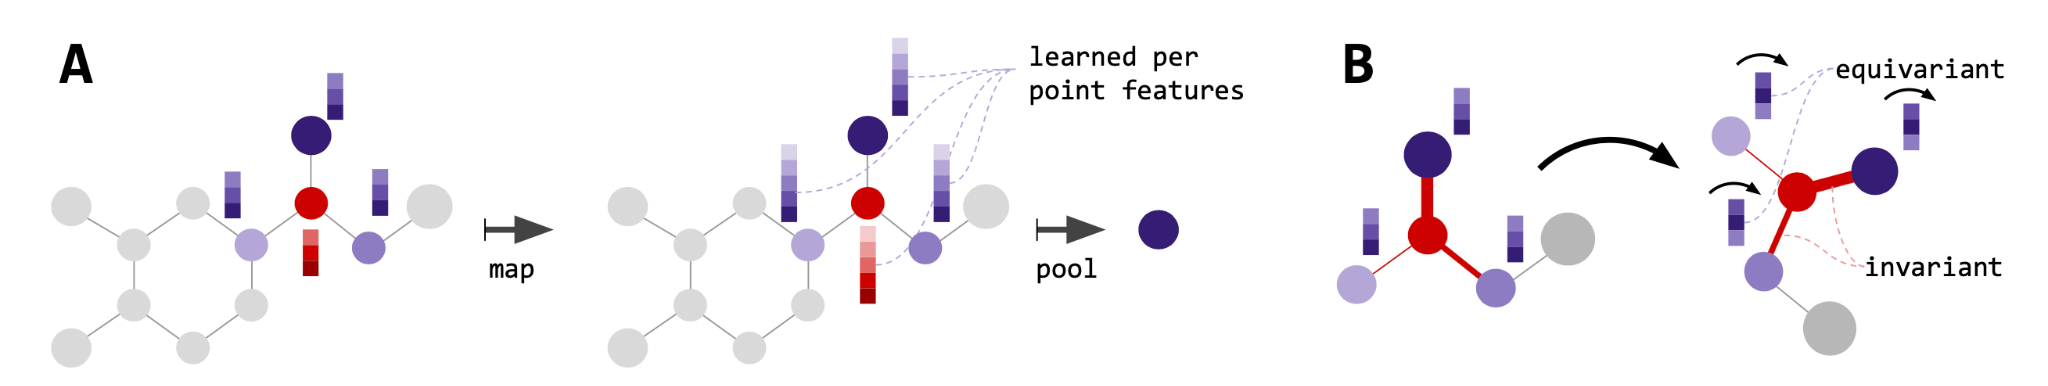 A
map
learned per
point features
pool
B
equivariant
invariant